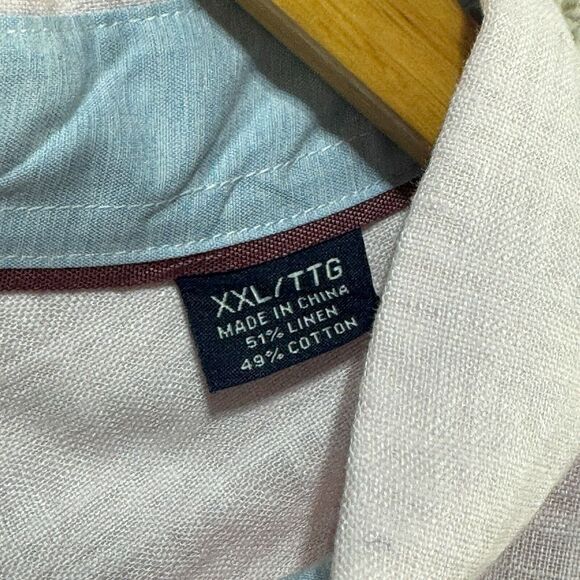 XXL/TTG
MADE IN CHINA
51% LINEN
49% COTTON